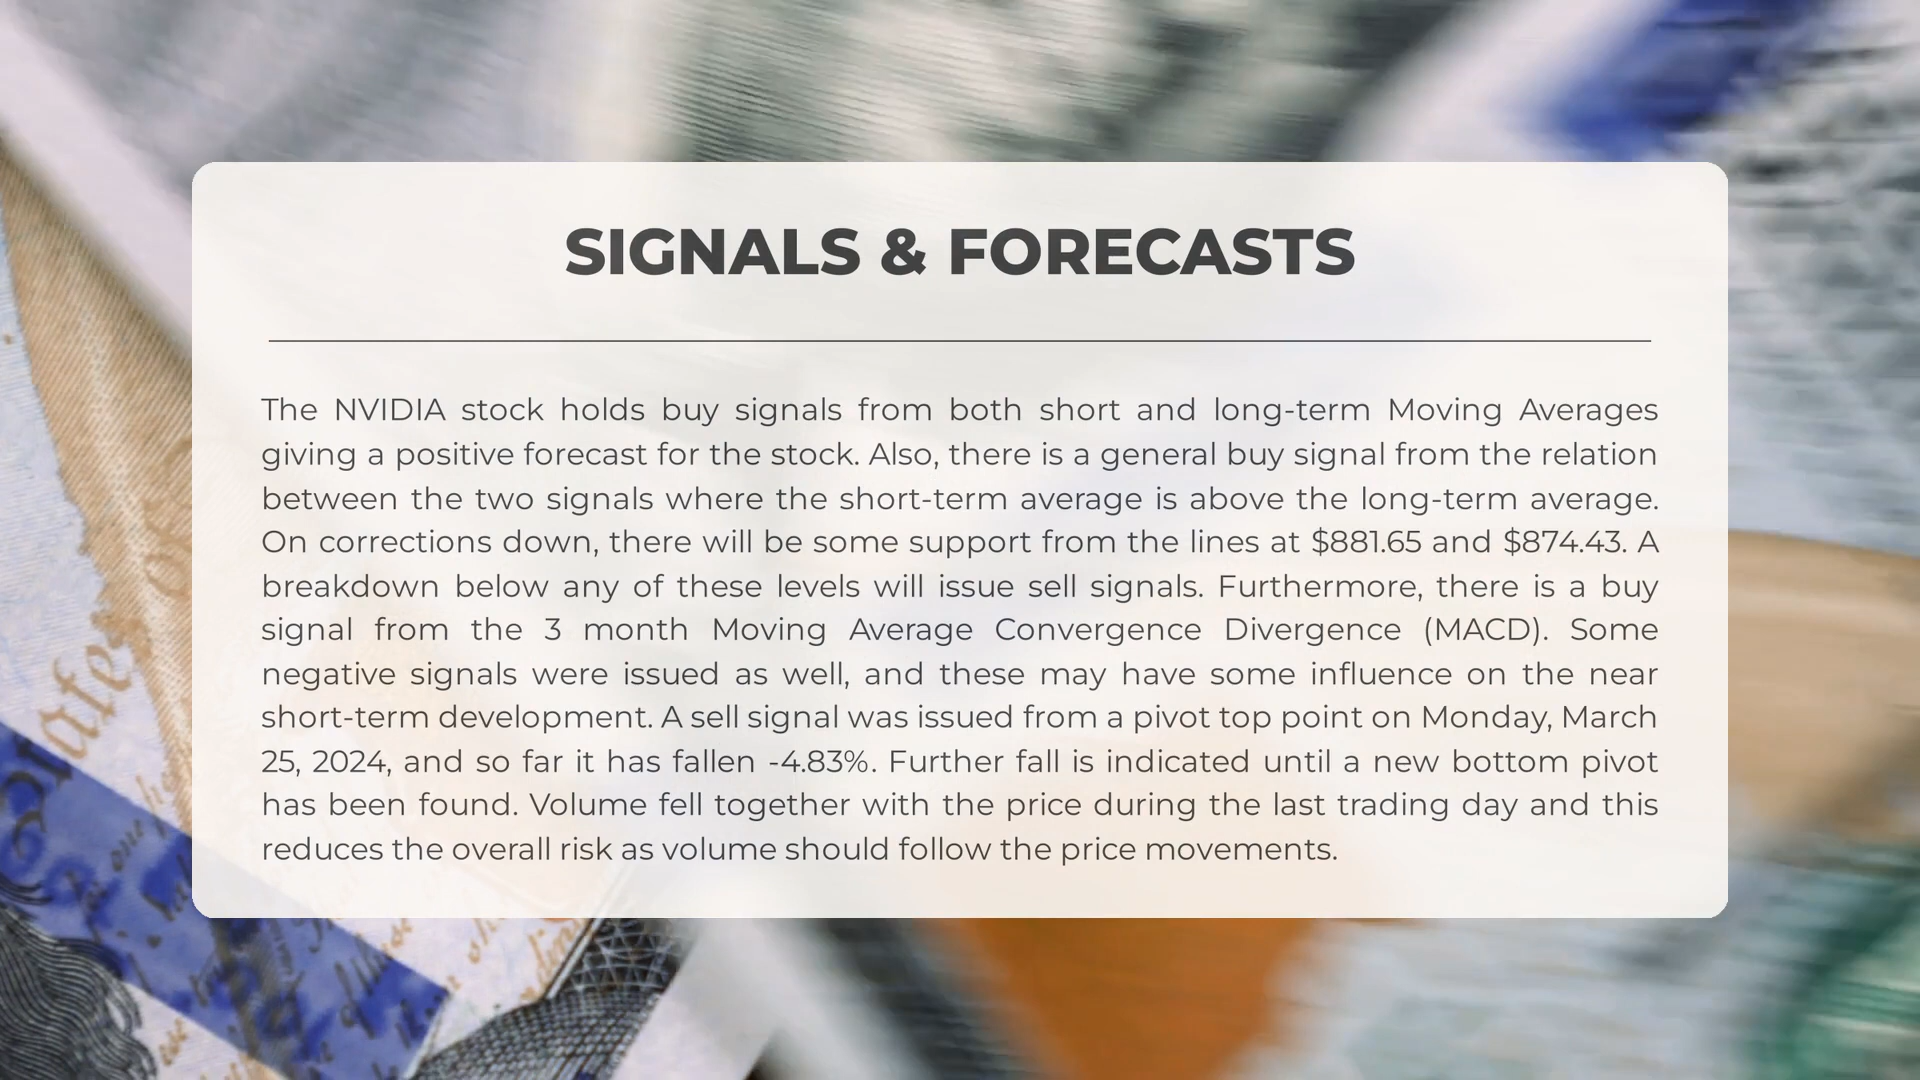 SIGNALS & FORECASTS
The NVIDIA stock holds buy signals from both short and long-term Moving Averages
giving a positive forecast for the stock. Also, there is a general buy signal from the relation
between the two signals where the short-term average is above the long-term average.
On corrections down, there will be some support from the lines at $881.65 and $874.43. A
breakdown below any of these levels will issue sell signals. Furthermore, there is a buy
signal from the 3 month Moving Average Convergence Divergence (MACD). Some
negative signals were issued as well, and these may have some influence on the near
short-term development. A sell signal was issued from a pivot top point on Monday, March
25, 2024, and so far it has fallen -4.83%. Further fall is indicated until a new bottom pivot
has been found. Volume fell together with the price during the last trading day and this
reduces the overall risk as volume should follow the price movements.